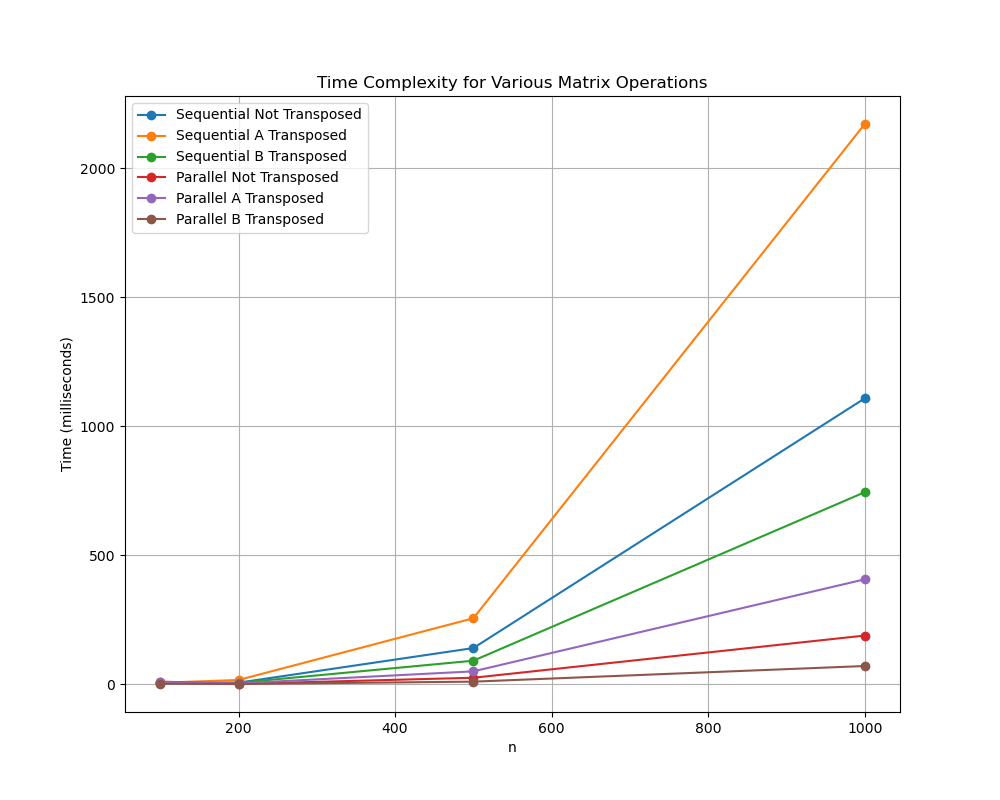 Time Complexity for Various Matrix Operations
Sequential Not Transposed
Sequential A Transposed
Sequential B Transposed
Parallel Not Transposed
Parallel A Transposed
Parallel B Transposed
2000
1500
1000
500
0
Time (milliseconds)
200
400
600
800
1000
n